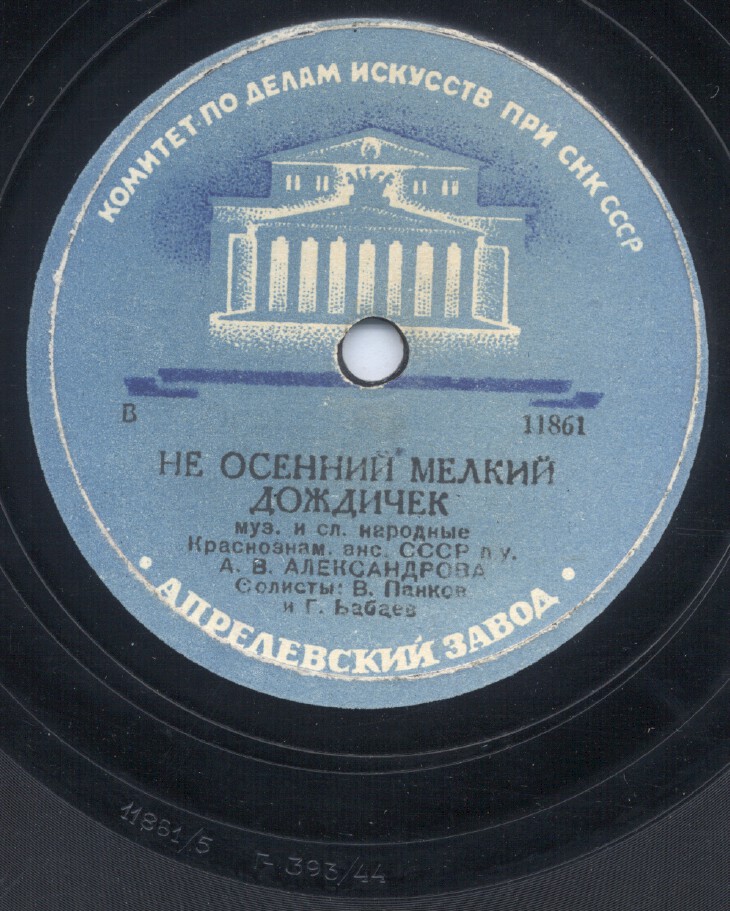 КОМИТЕТ ПО ДЕЛАМ ИСКУССТВ ПРИ СНК СССР
В
11861
НЕ ОСЕННИЙ МЕЛКИЙ
ДОЖДИЧЕК
муз. и сл. народные
Краснознам. анс. СССР п/у.
А. В. АЛЕКСАНДРОВА
Солисты: В. Панков
и Г. Бабаев
• АПРЕЛЕВСКИЙ ЗАВОД •
11861/5 Г- 393/44